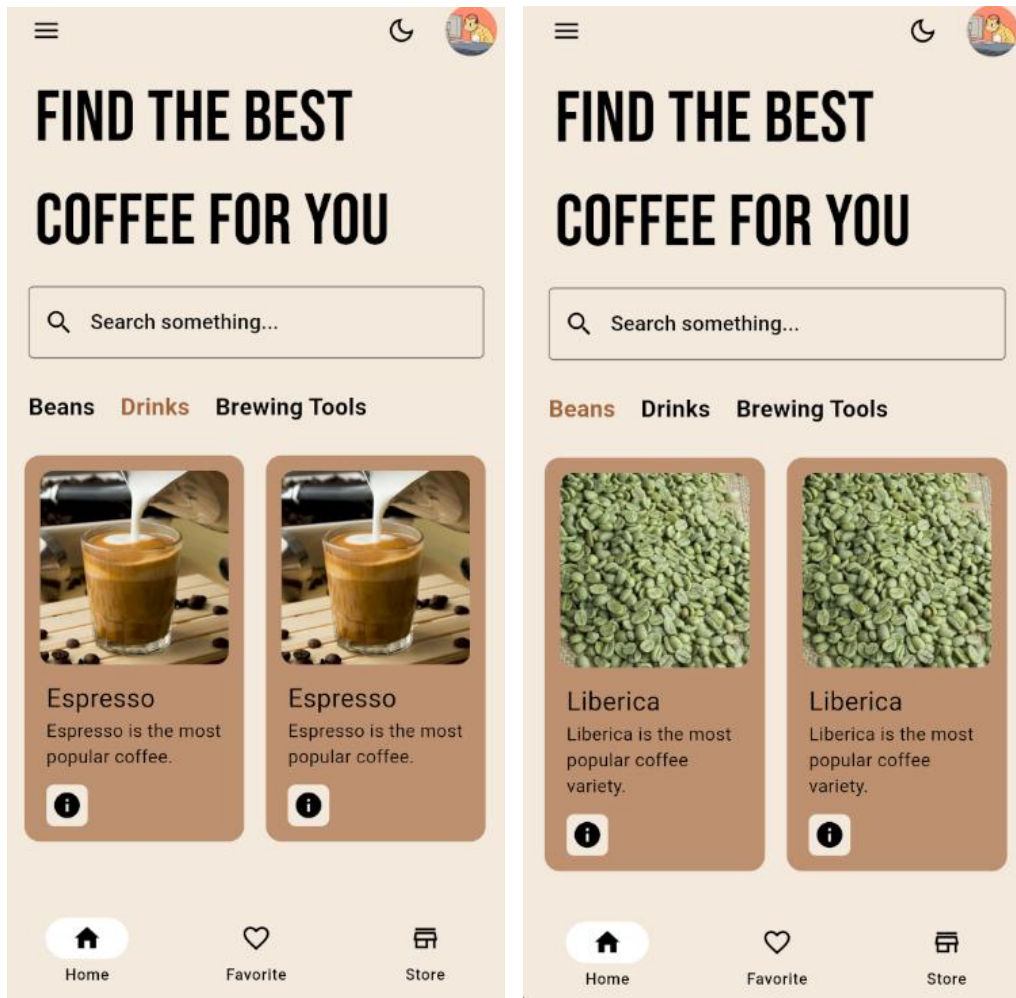 FIND THE BEST
COFFEE FOR YOU
Search something...
Beans Drinks Brewing Tools
Espresso
Espresso is the most
popular coffee.
Espresso
Espresso is the most
popular coffee.
Home Favorite Store
FIND THE BEST
COFFEE FOR YOU
Search something...
Beans Drinks Brewing Tools
Liberica
Liberica is the most
popular coffee
variety.
Liberica
Liberica is the most
popular coffee
variety.
Home Favorite Store